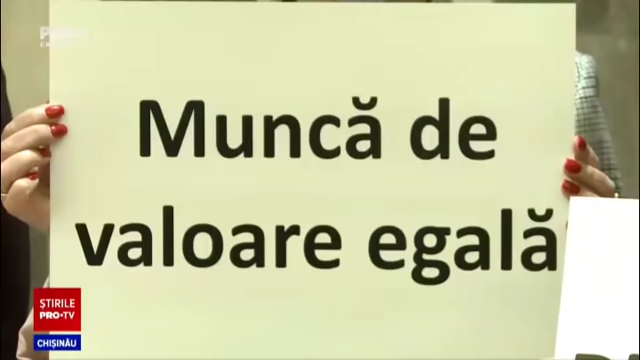 Muncă de
valoare egală
ȘTIRILE
PRO•TV
CHIȘINĂU